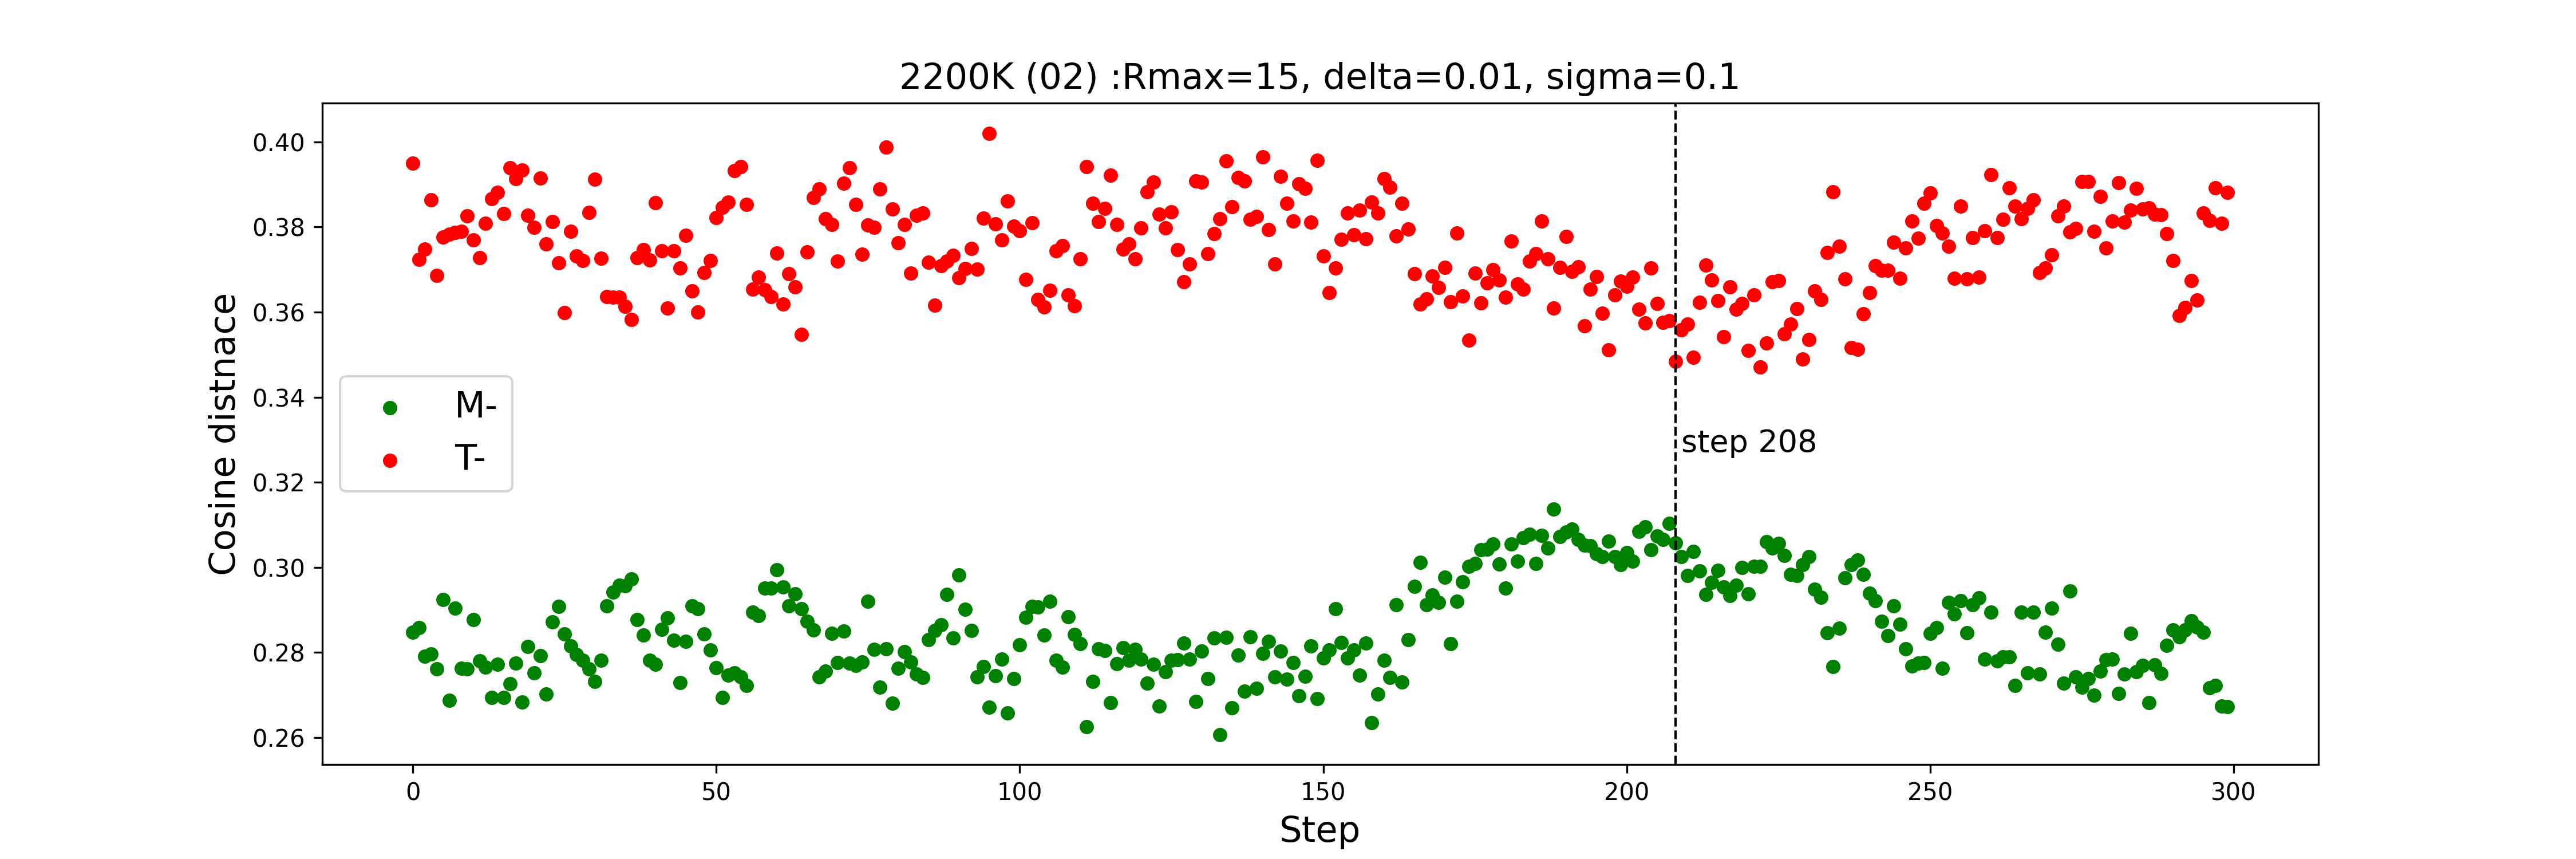 2200K (02) :Rmax=15, delta=0.01, sigma=0.1
Cosine distnace
0.40
0.38
0.36
0.34
0.32
0.30
0.28
0.26
M-
T-
step 208
0
50
100
150
200
250
300
Step